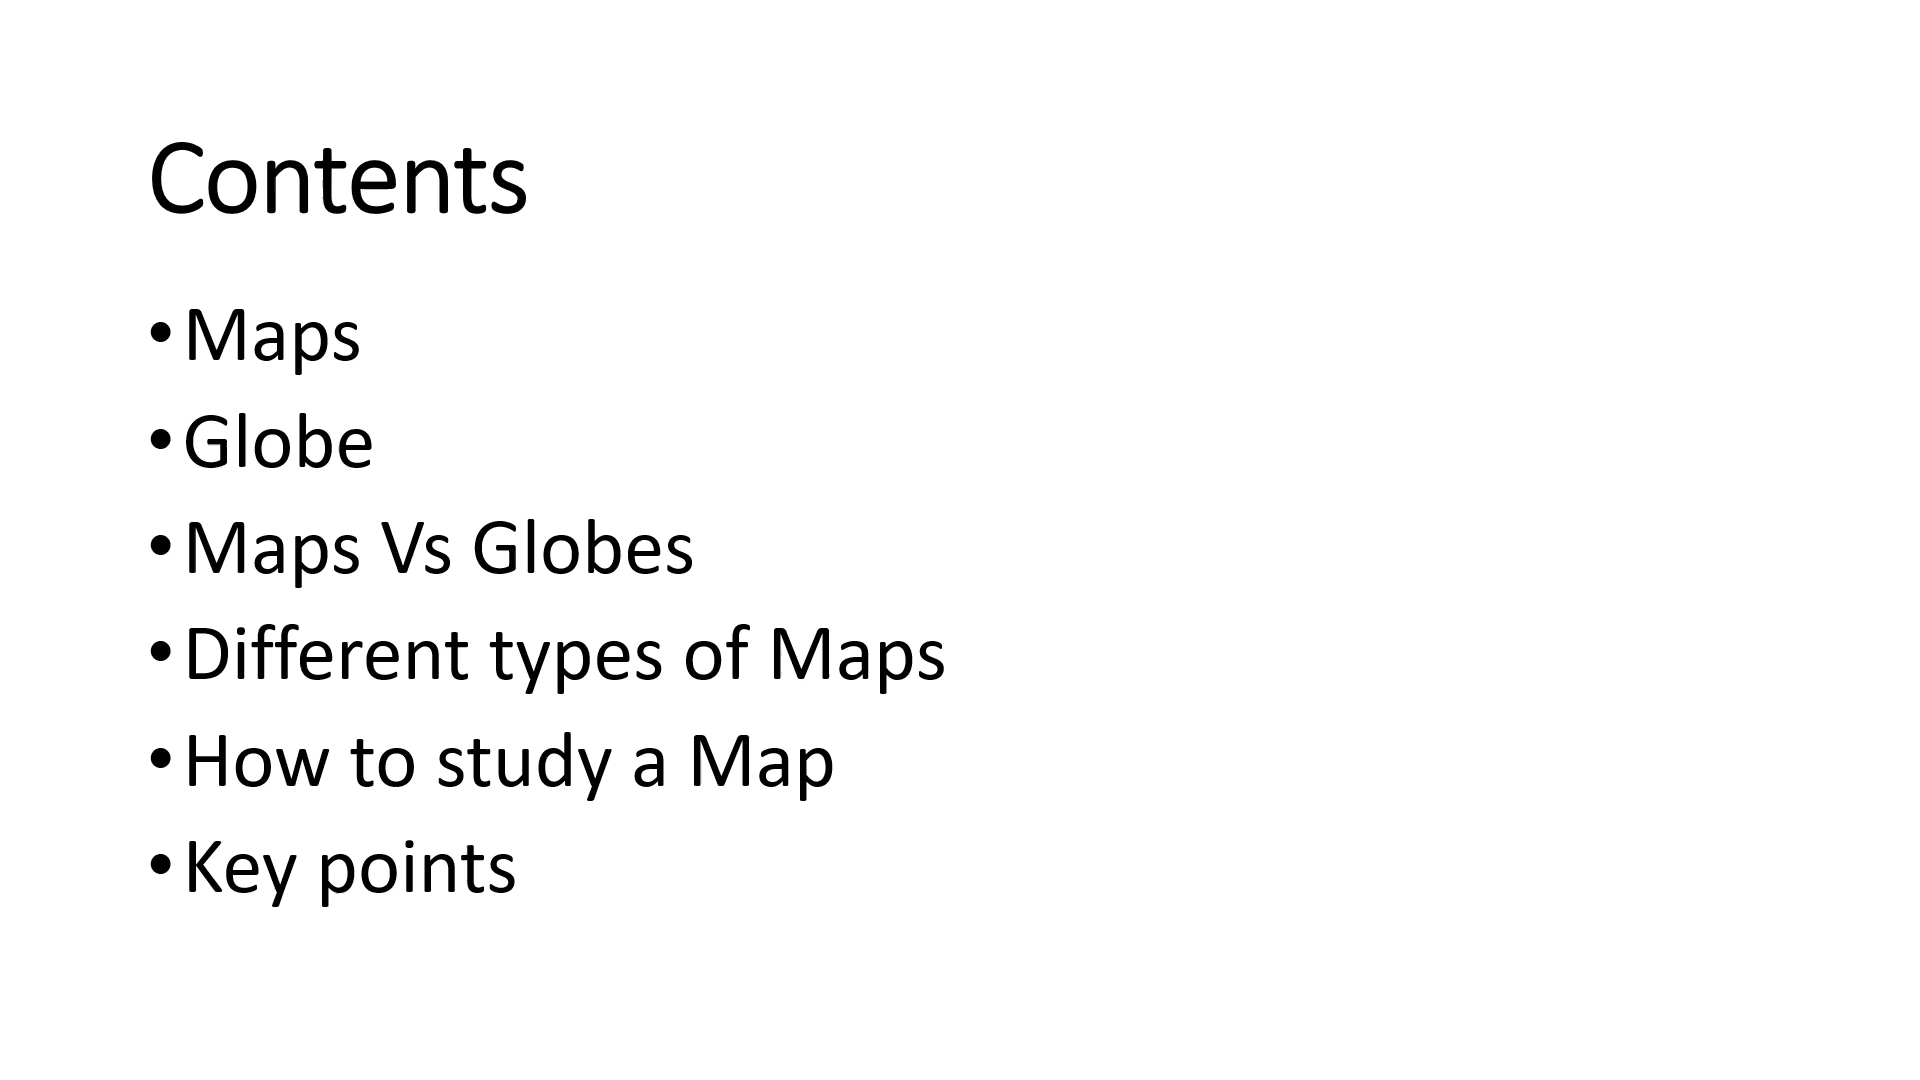 Contents
• Maps
• Globe
• Maps Vs Globes
• Different types of Maps
• How to study a Map
• Key points